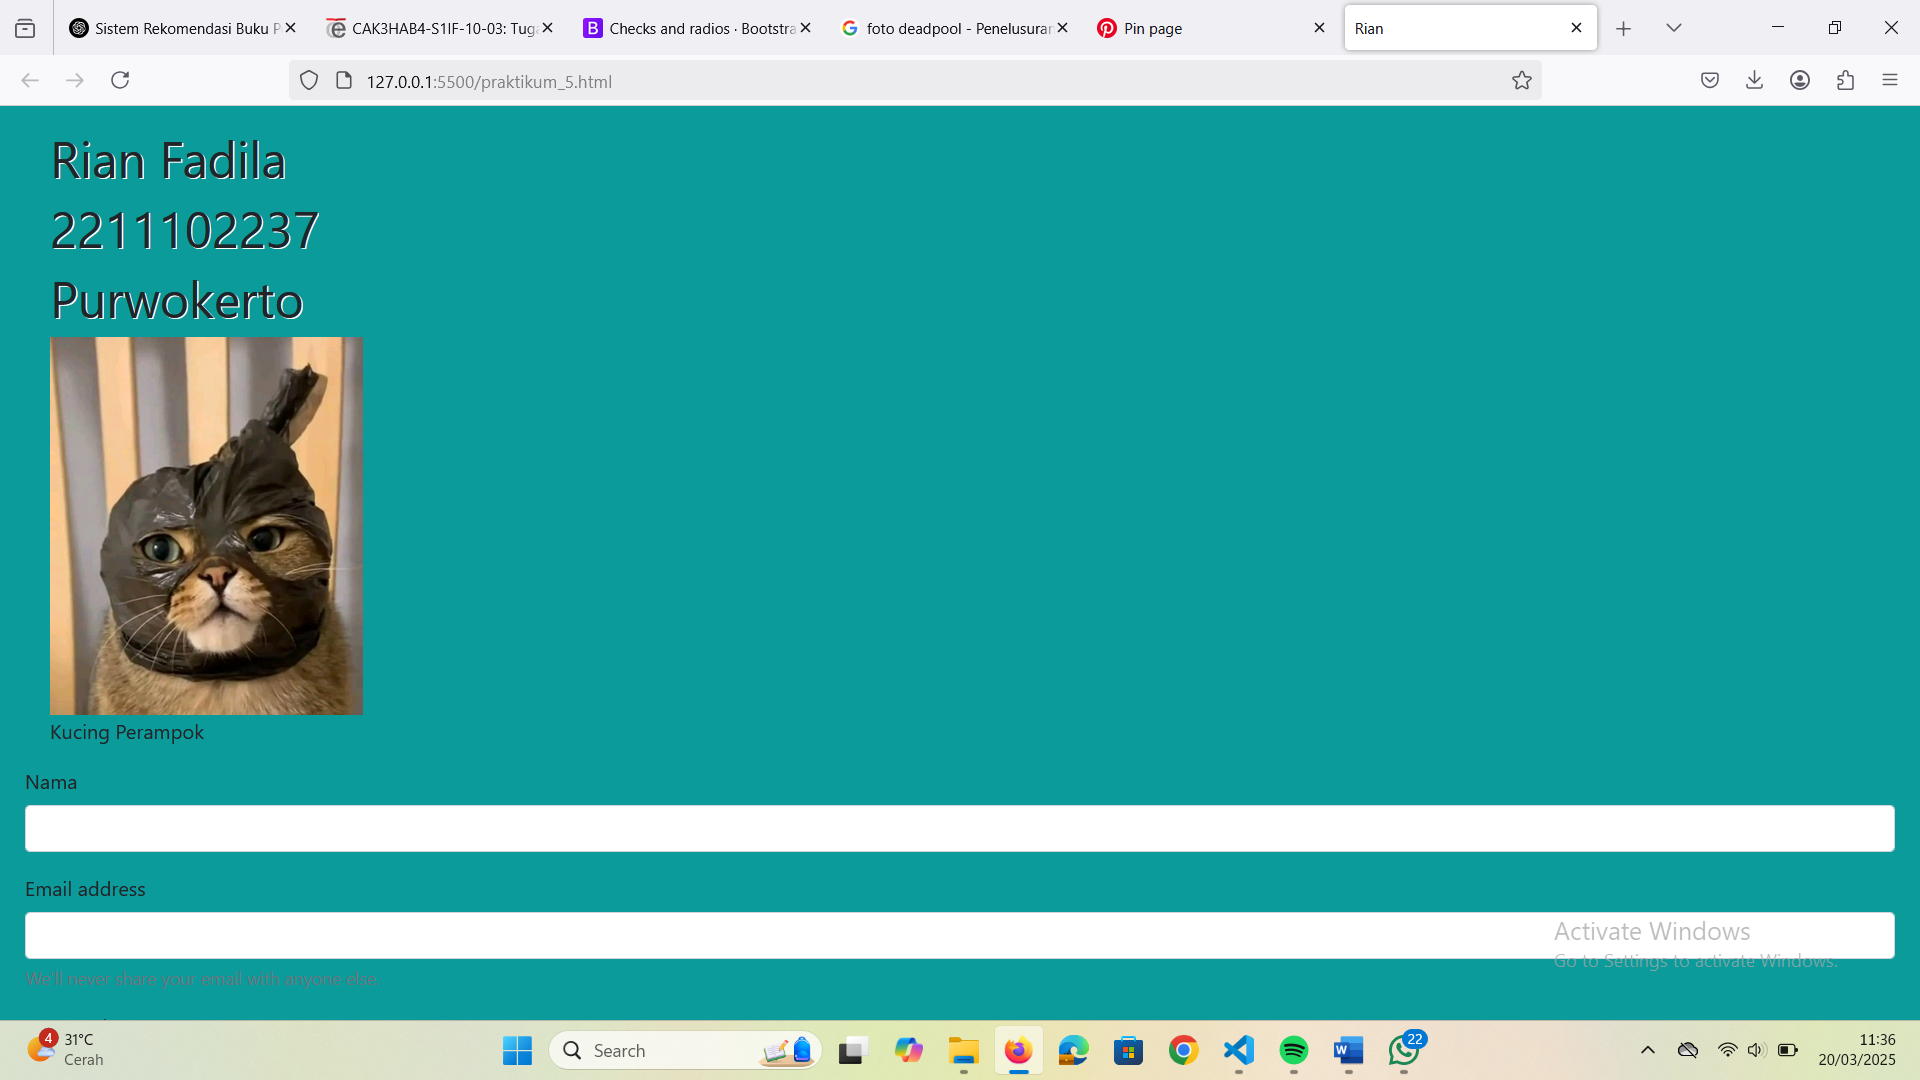 Sistem Rekomendasi Buku P
CAK3HAB4-S1IF-10-03: Tuga
Checks and radios · Bootstra
foto deadpool - Penelusuran
Pin page
Rian
127.0.0.1:5500/praktikum_5.html
Rian Fadila
2211102237
Purwokerto
Kucing Perampok
Nama
Email address
We'll never share your email with anyone else.
Activate Windows
Go to Settings to activate Windows.
4
31°C
Cerah
Search
22
11:36
20/03/2025